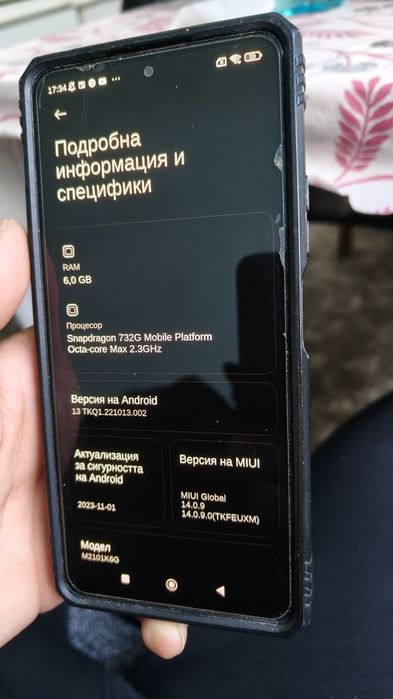 17:34
Подробна
информация и
специфики
RAM
6,0 GB
Процесор
Snapdragon 732G Mobile Platform
Octa-core Max 2.3GHz
Версия на Android
13 TKQ1.221013.002
Актуализация
за сигурността
на Android
2023-11-01
Версия на MIUI
MIUI Global
14.0.9
14.0.9.0(TKFEUXM)
Модел
M2101K6G